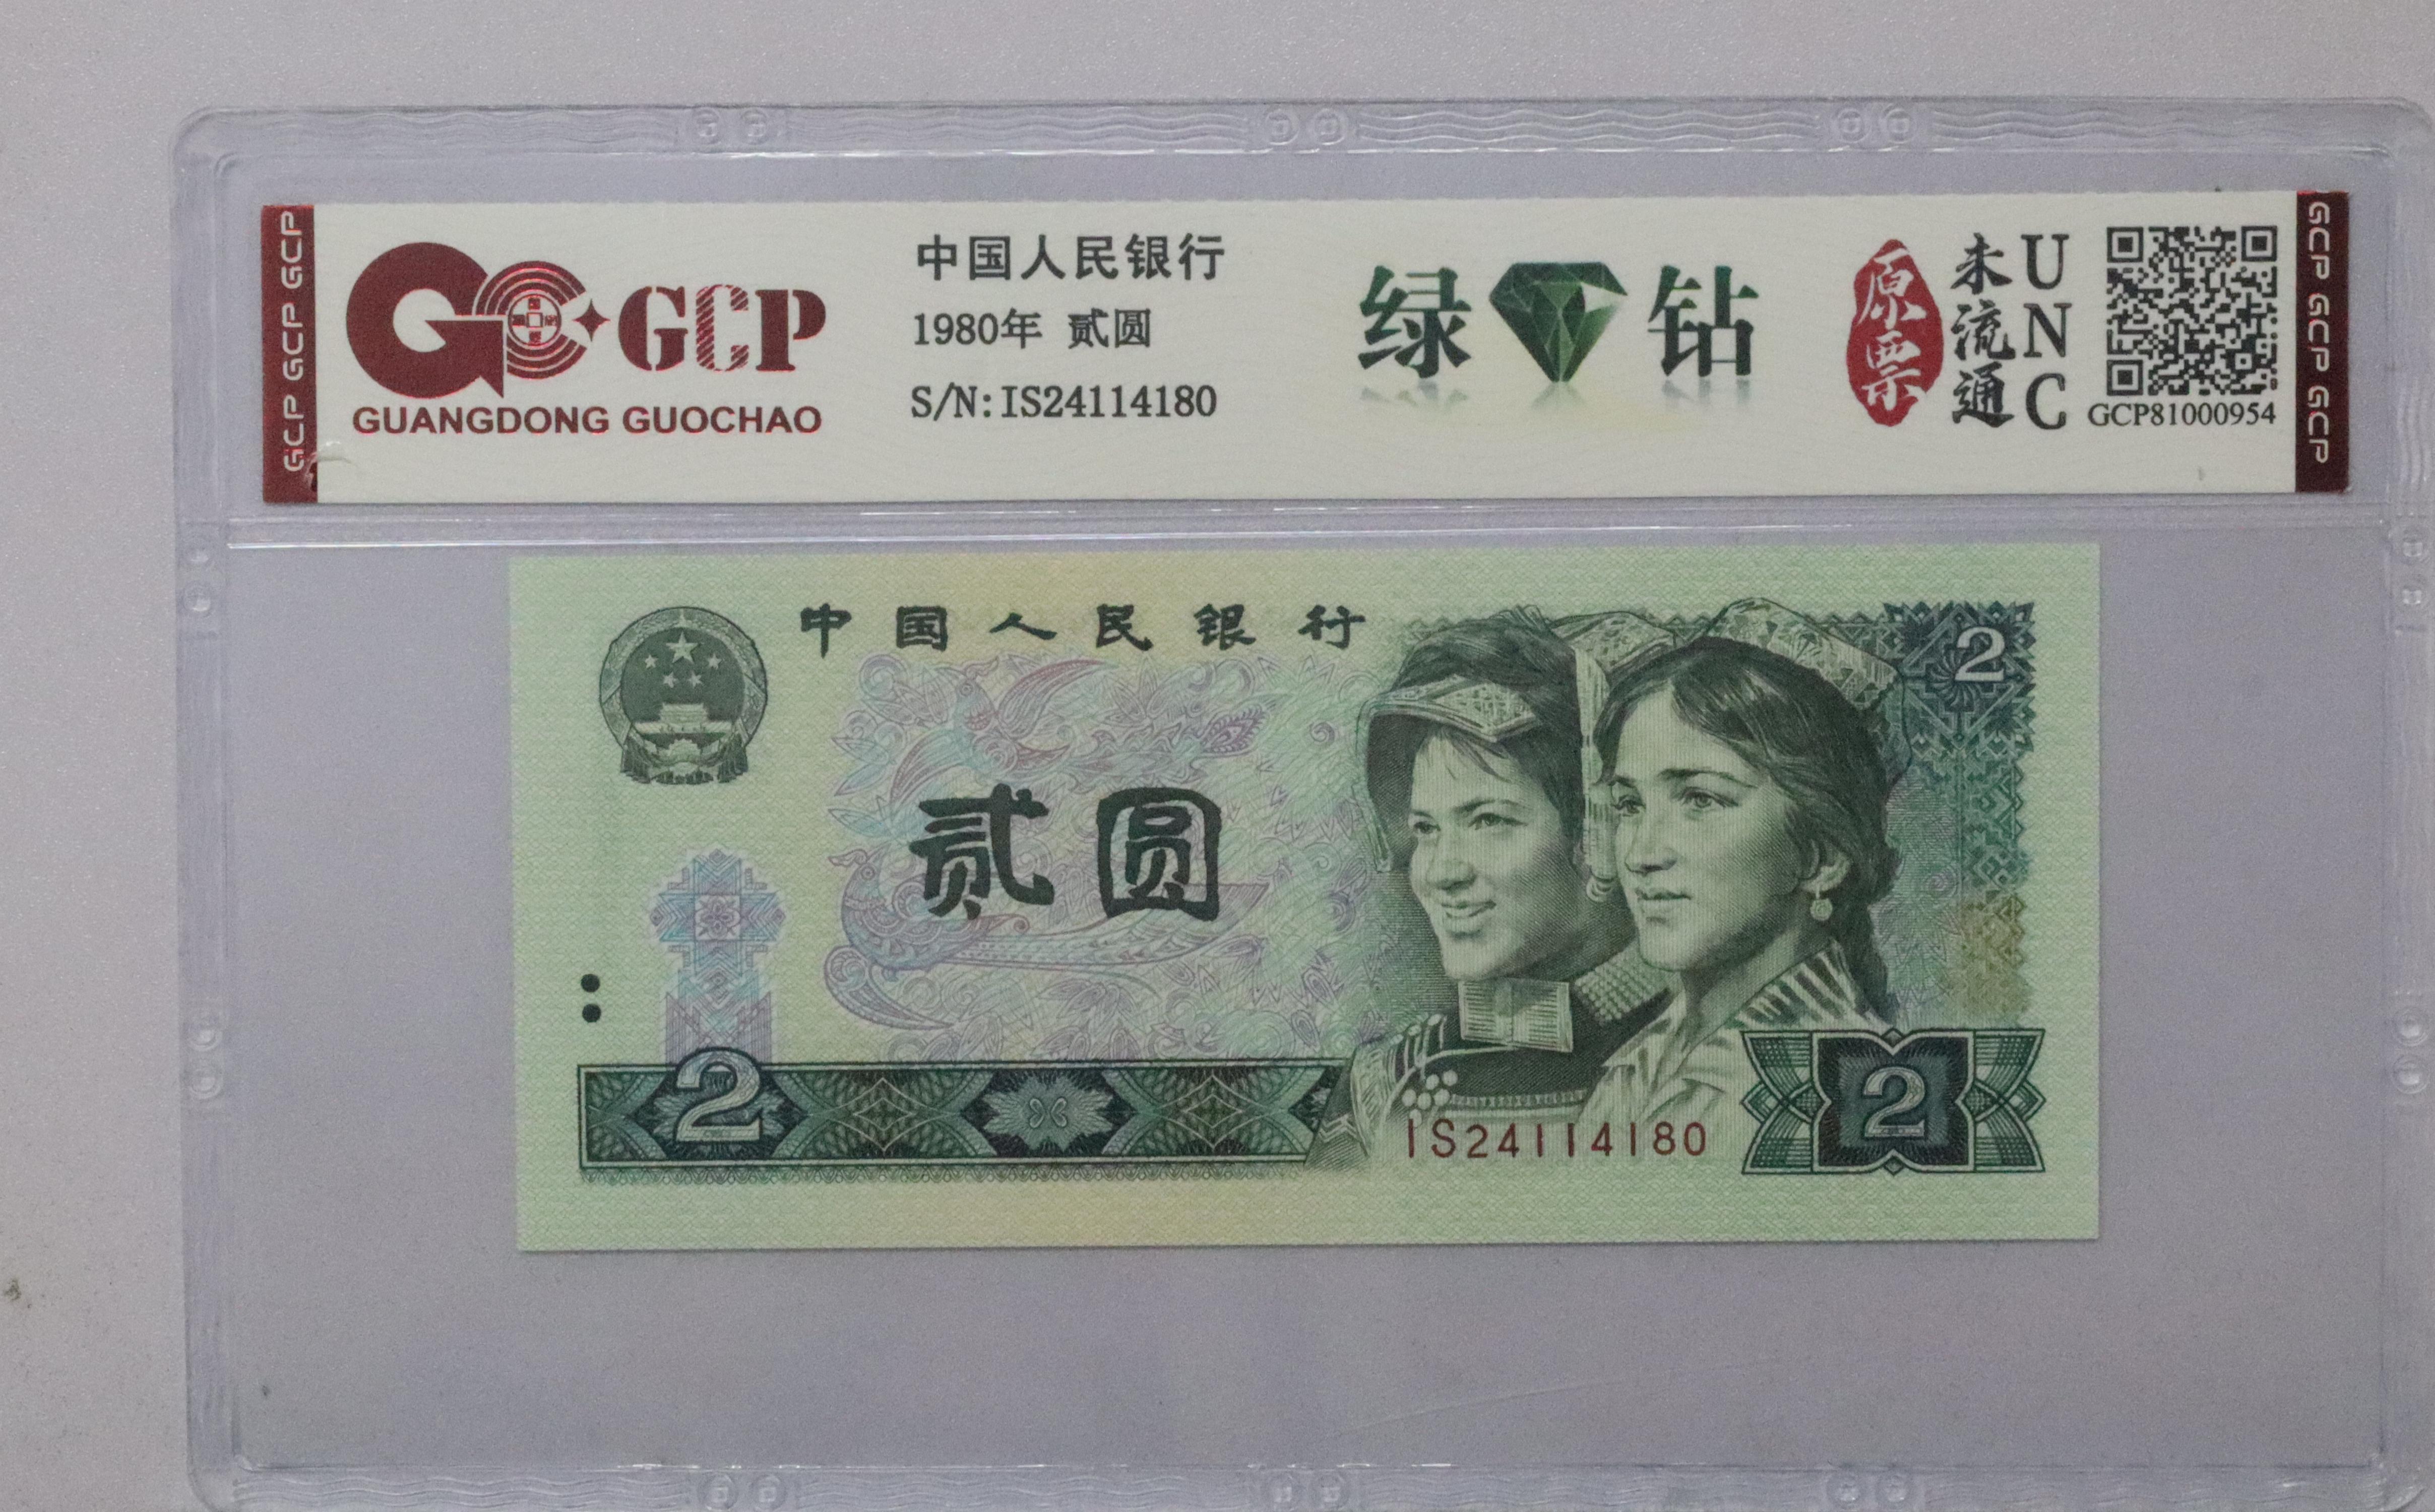 GCP GCP GCP
GCP
GUANGDONG GUOCHAO
中国人民银行
1980年 贰圆
S/N:IS24114180
绿钻
原票
未流通
UNC
GCP81000954
GCP GCP GCP
中国人民银行
2
贰圆
2
IS24114180
2